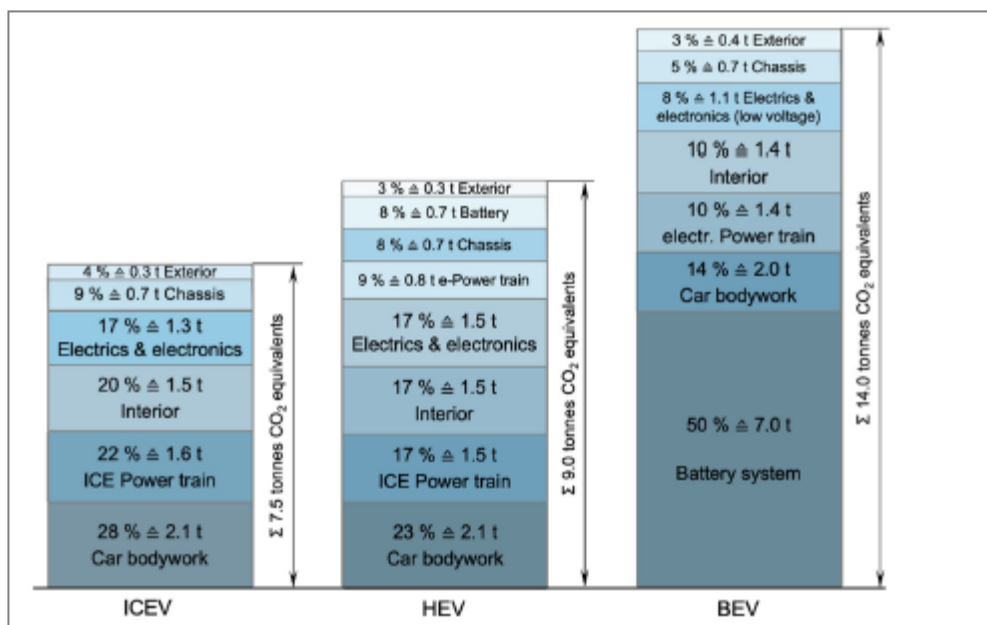 4 % ≙ 0.3 t Exterior
9 % ≙ 0.7 t Chassis
17 % ≙ 1.3 t
Electrics & electronics
20 % ≙ 1.5 t
Interior
22 % ≙ 1.6 t
ICE Power train
28 % ≙ 2.1 t
Car bodywork
Σ 7.5 tonnes CO₂ equivalents
ICEV
3 % ≙ 0.3 t Exterior
8 % ≙ 0.7 t Battery
8 % ≙ 0.7 t Chassis
9 % ≙ 0.8 t e-Power train
17 % ≙ 1.5 t
Electrics & electronics
17 % ≙ 1.5 t
Interior
17 % ≙ 1.5 t
ICE Power train
23 % ≙ 2.1 t
Car bodywork
Σ 9.0 tonnes CO₂ equivalents
HEV
3 % ≙ 0.4 t Exterior
5 % ≙ 0.7 t Chassis
8 % ≙ 1.1 t Electrics &
electronics (low voltage)
10 % ≙ 1.4 t
Interior
10 % ≙ 1.4 t
electr. Power train
14 % ≙ 2.0 t
Car bodywork
50 % ≙ 7.0 t
Battery system
Σ 14.0 tonnes CO₂ equivalents
BEV